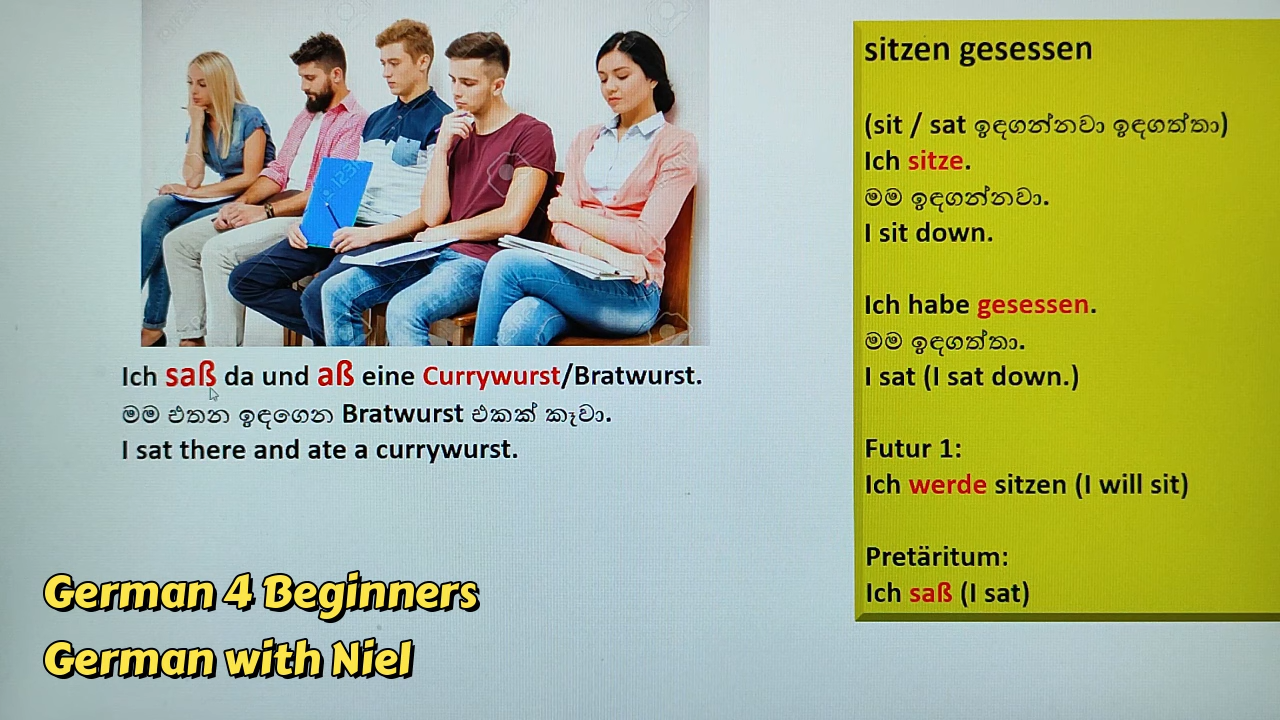 Ich saß da und aß eine Currywurst/Bratwurst.
මම එතන ඉඳගෙන Bratwurst එකක් කෑවා.
I sat there and ate a currywurst.
sitzen gesessen
(sit / sat ඉඳගන්නවා ඉඳගත්තා)
Ich sitze.
මම ඉඳගන්නවා.
I sit down.
Ich habe gesessen.
මම ඉඳගත්තා.
I sat (I sat down.)
Futur 1:
Ich werde sitzen (I will sit)
Pretäritum:
Ich saß (I sat)
German 4 Beginners
German with Niel